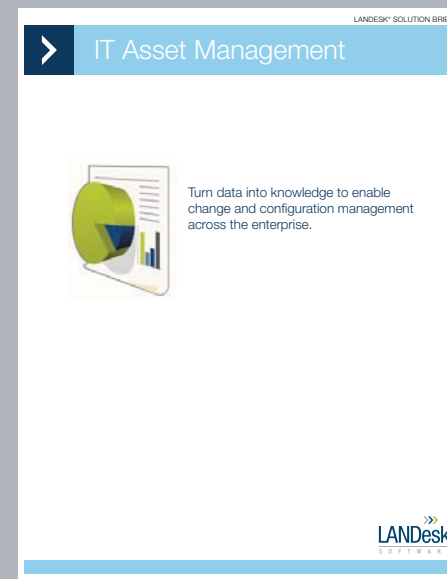 LANDESK® SOLUTION BRIE
IT Asset Management
Turn data into knowledge to enable
change and configuration management
across the enterprise.
LANDesk
SOFTWAR